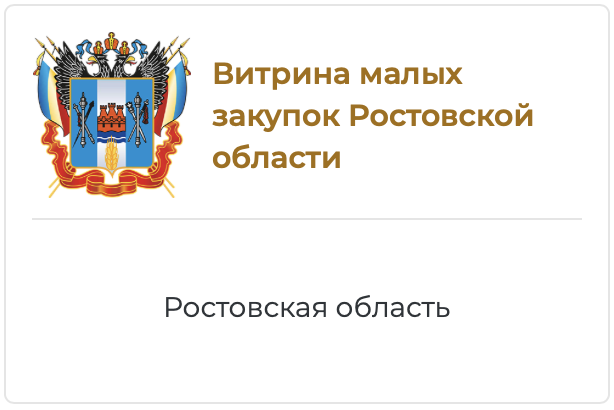 Витрина малых
закупок Ростовской
области
Ростовская область